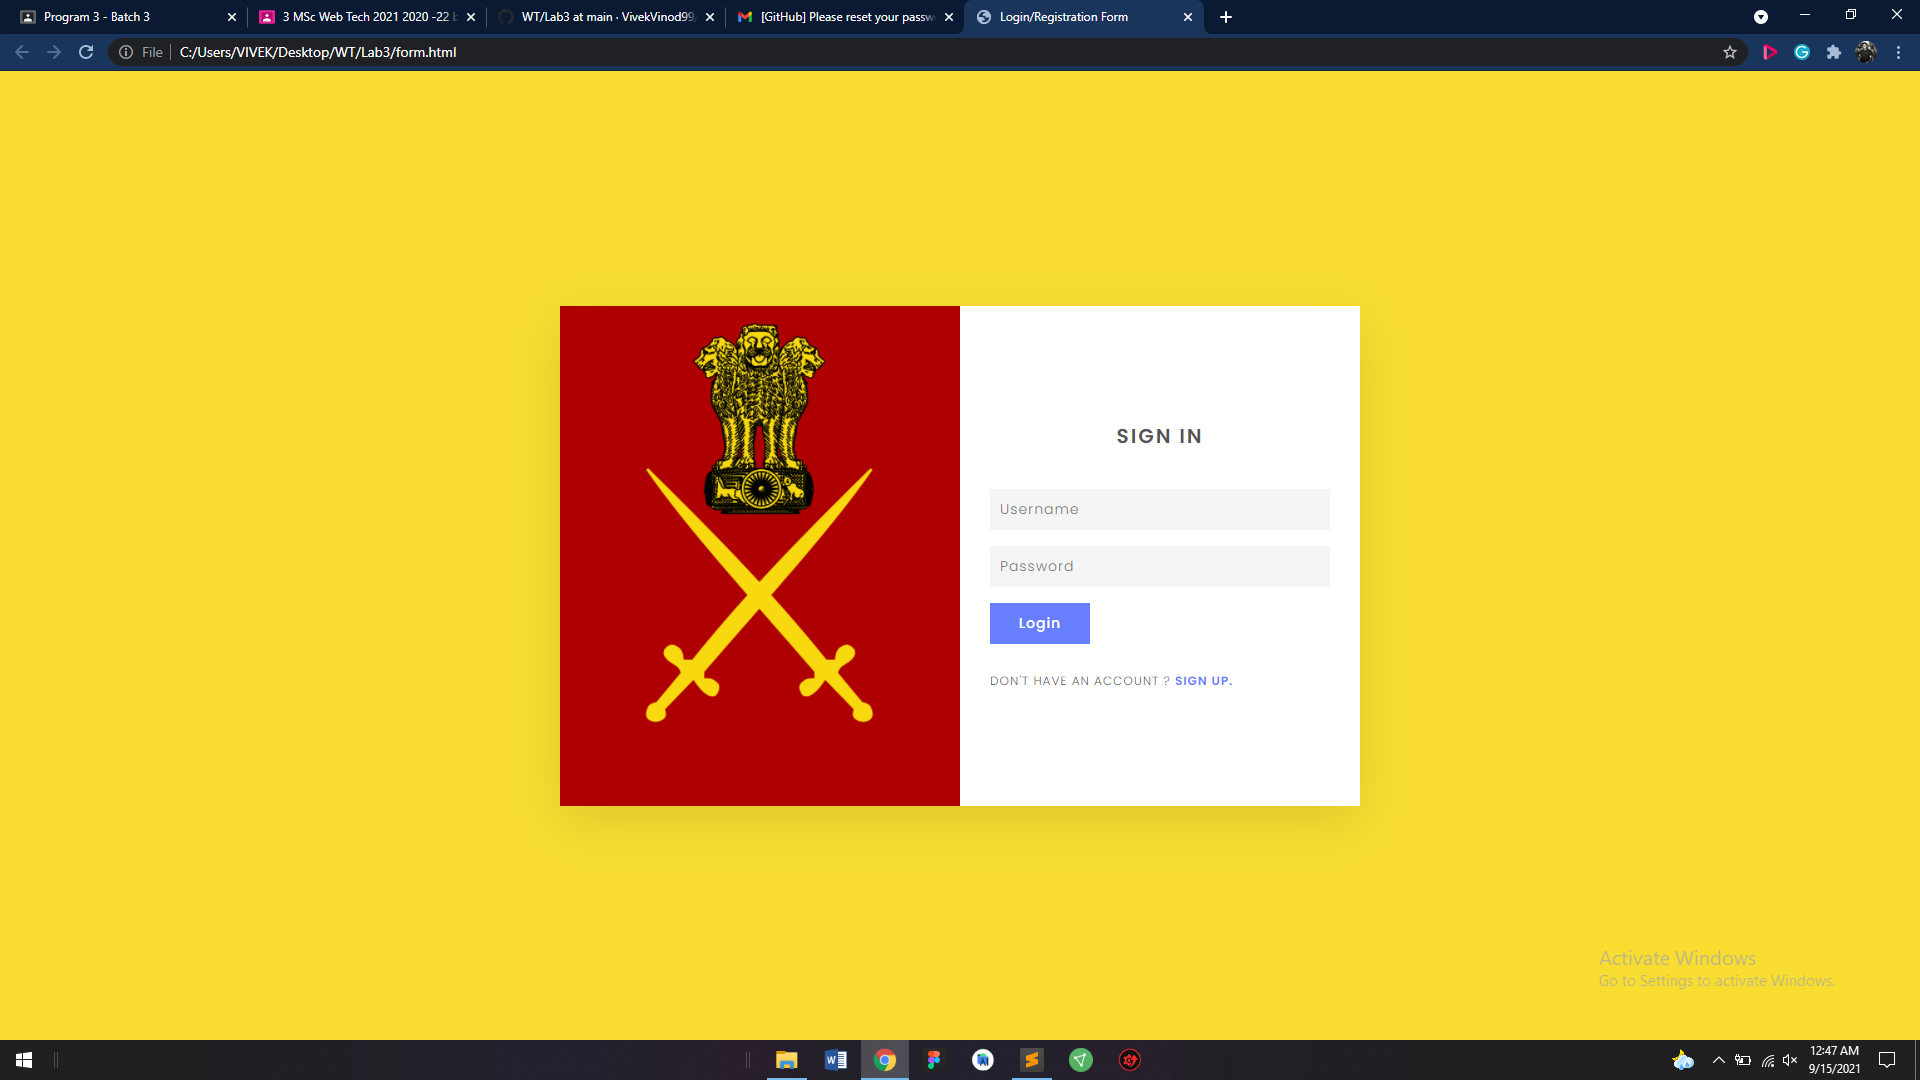 Program 3 - Batch 3
3 MSc Web Tech 2021 2020 -22 b
WT/Lab3 at main · VivekVinod99
[GitHub] Please reset your passw
Login/Registration Form
File
C:/Users/VIVEK/Desktop/WT/Lab3/form.html
SIGN IN
Username
Password
Login
DON'T HAVE AN ACCOUNT ? SIGN UP.
Activate Windows
Go to Settings to activate Windows.
12:47 AM
9/15/2021